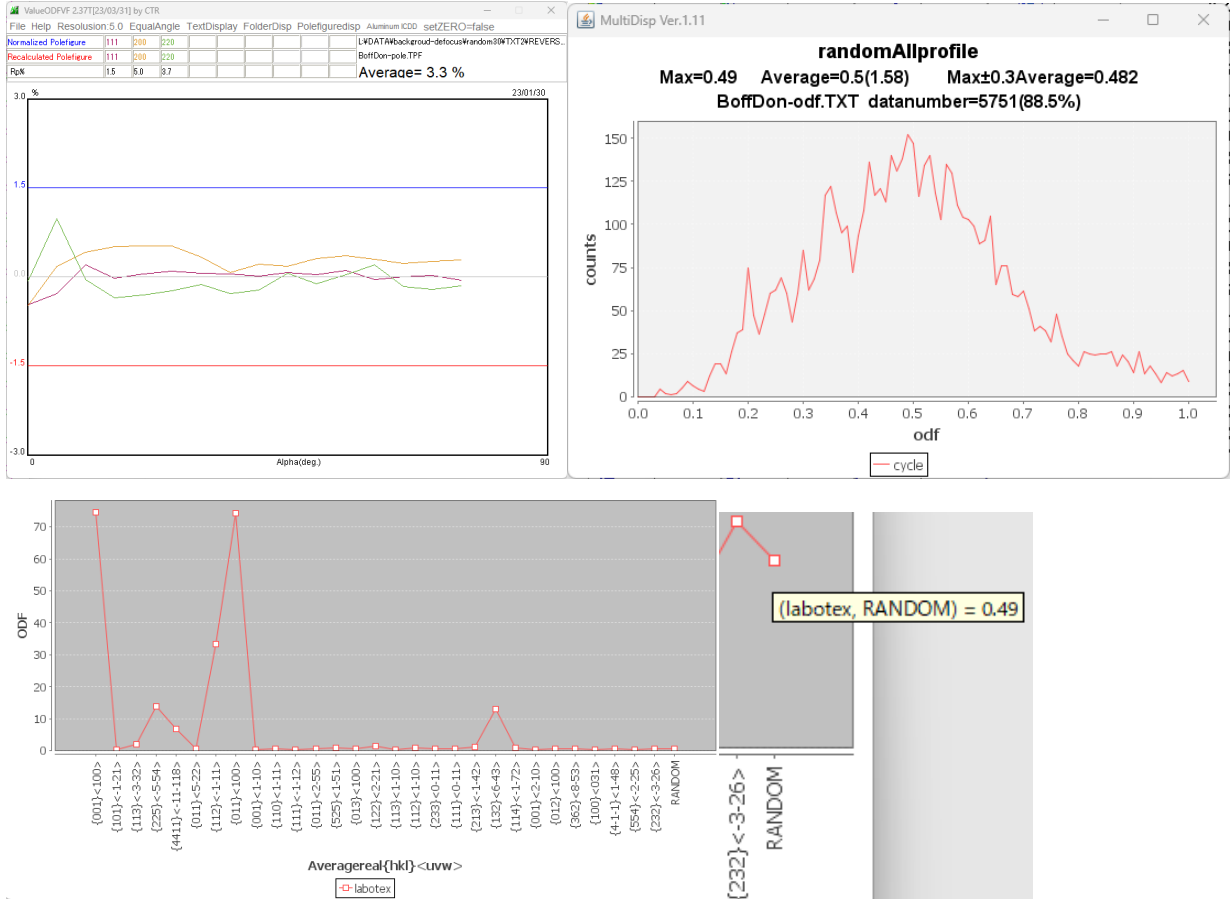 ValueODFVF 2.37T[23/03/31] by CTR
File Help Resolusion:5.0 EqualAngle TextDisplay FolderDisp Polefiguredisp Aluminum ICDD setZERO=false
Normalized Polefigure 111 200 220 L:¥DATA¥backgroud-defocus¥random30¥TXT2¥REVERS...
Recalculated Polefigure 111 200 220 BoffDon-pole.TPF
Rp% 1.5 5.0 3.7 Average= 3.3 %
3.0 % 23/01/30
1.5
0.0
-1.5
-3.0
0 Alpha(deg.) 90
MultiDisp Ver.1.11
randomAllprofile
Max=0.49 Average=0.5(1.58) Max±0.3Average=0.482
BoffDon-odf.TXT datanumber=5751(88.5%)
150
125
100
75
50
25
0
counts
0.0 0.1 0.2 0.3 0.4 0.5 0.6 0.7 0.8 0.9 1.0
odf
cycle
70
60
50
40
30
20
10
0
ODF
{001}<100>
{101}<-1-21>
{113}<-3-32>
{225}<-5-54>
{4411}<-11-118>
{011}<5-22>
{112}<-1-11>
{011}<100>
{001}<1-10>
{110}<1-11>
{111}<-1-12>
{011}<2-55>
{525}<1-51>
{013}<100>
{122}<2-21>
{113}<1-10>
{112}<1-10>
{233}<0-11>
{111}<0-11>
{213}<-1-42>
{132}<6-43>
{114}<-1-72>
{001}<2-10>
{012}<100>
{362}<8-53>
{100}<031>
{4-1-1}<1-48>
{554}<-2-25>
{232}<-3-26>
RANDOM
Averagereal{hkl}<uvw>
labotex
(labotex, RANDOM) = 0.49
{232}<-3-26>
RANDOM